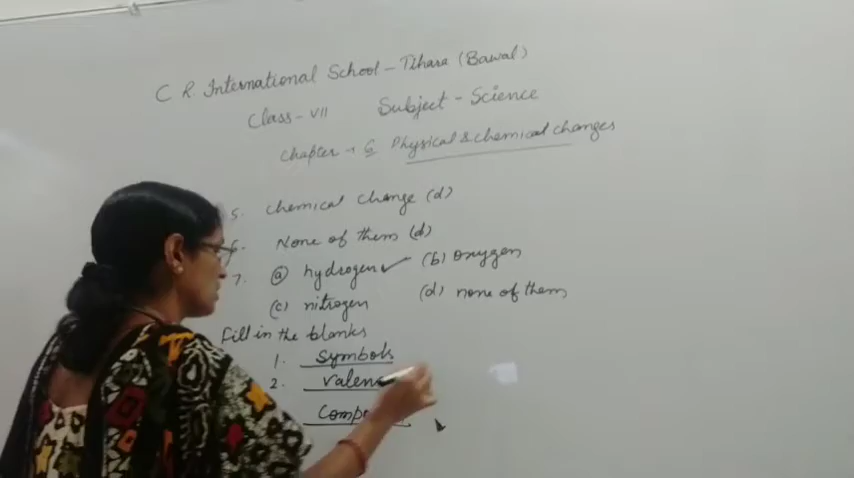 C R. International School - Tihara (Bawal)
Class - VII Subject - Science
Chapter → 6 Physical & chemical changes
5. chemical change (d)
6. None of them (d)
7. (a) hydrogen ✓ (b) oxygen
(c) nitrogen (d) none of them
Fill in the blanks
1. Symbols
2.